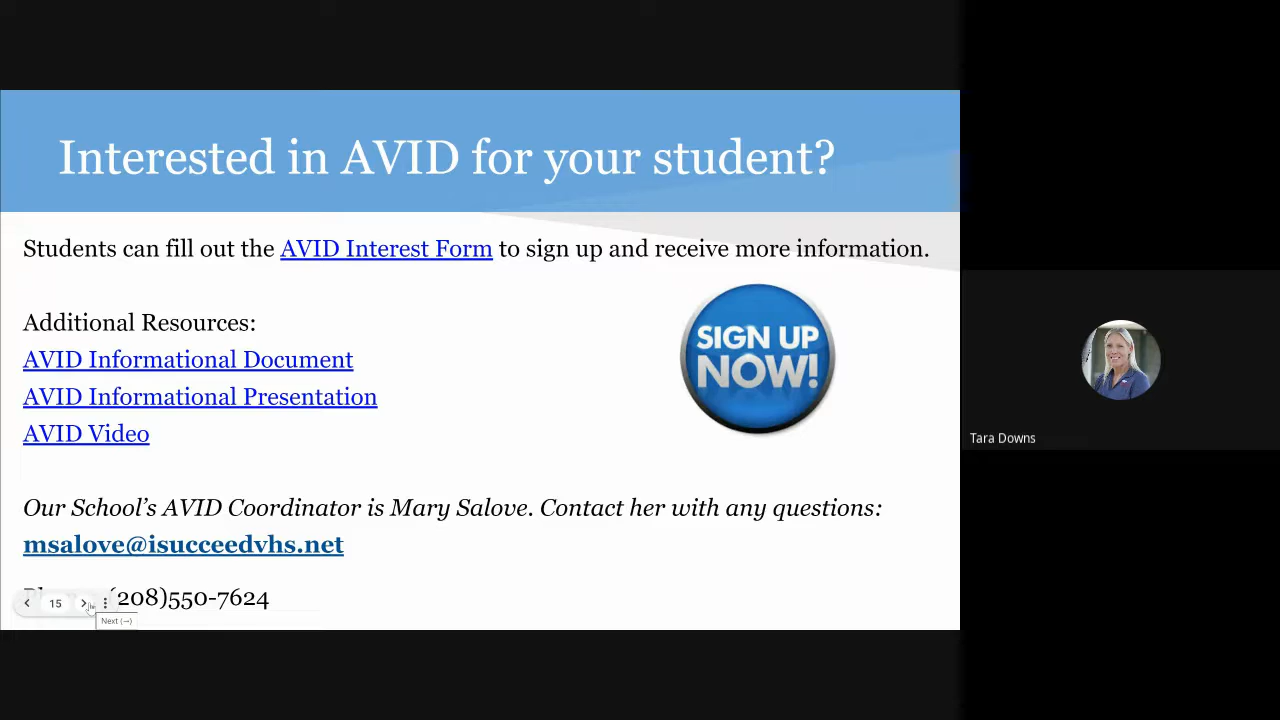 Interested in AVID for your student?
Students can fill out the AVID Interest Form to sign up and receive more information.
Additional Resources:
SIGN UP
NOW!
AVID Informational Document
AVID Informational Presentation
AVID Video
Tara Downs
Our School's AVID Coordinator is Mary Salove. Contact her with any questions:
msalove@isucceedvhs.net
(208)550-7624
15
Next (→)